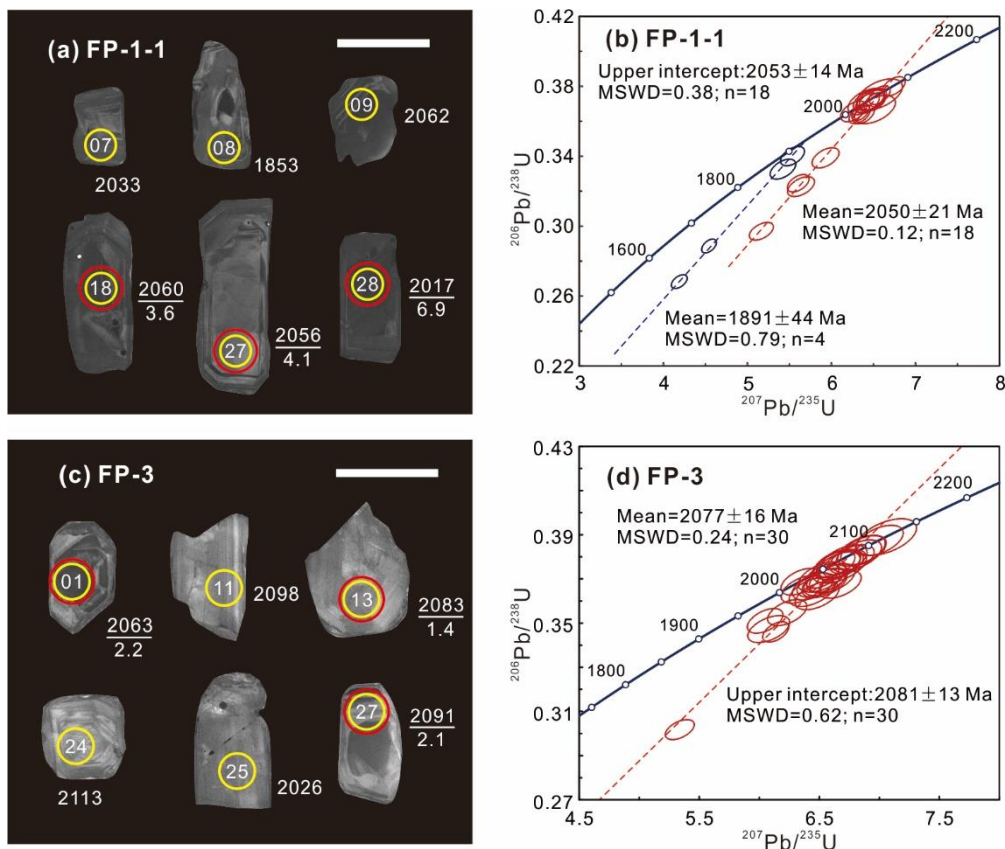 (a) FP-1-1
07
2033
08
1853
09
2062
18
2060
3.6
27
2056
4.1
28
2017
6.9
(b) FP-1-1
Upper intercept:2053±14 Ma
MSWD=0.38; n=18
2200
2000
1800
1600
Mean=2050±21 Ma
MSWD=0.12; n=18
Mean=1891±44 Ma
MSWD=0.79; n=4
0.42
0.38
0.34
0.30
0.26
0.22
²⁰⁶Pb/²³⁸U
3 4 5 6 7 8
²⁰⁷Pb/²³⁵U
(c) FP-3
01
2063
2.2
11
2098
13
2083
1.4
24
2113
25
2026
27
2091
2.1
(d) FP-3
Mean=2077±16 Ma
MSWD=0.24; n=30
2200
2100
2000
1900
1800
Upper intercept:2081±13 Ma
MSWD=0.62; n=30
0.43
0.39
0.35
0.31
0.27
²⁰⁶Pb/²³⁸U
4.5 5.5 6.5 7.5
²⁰⁷Pb/²³⁵U